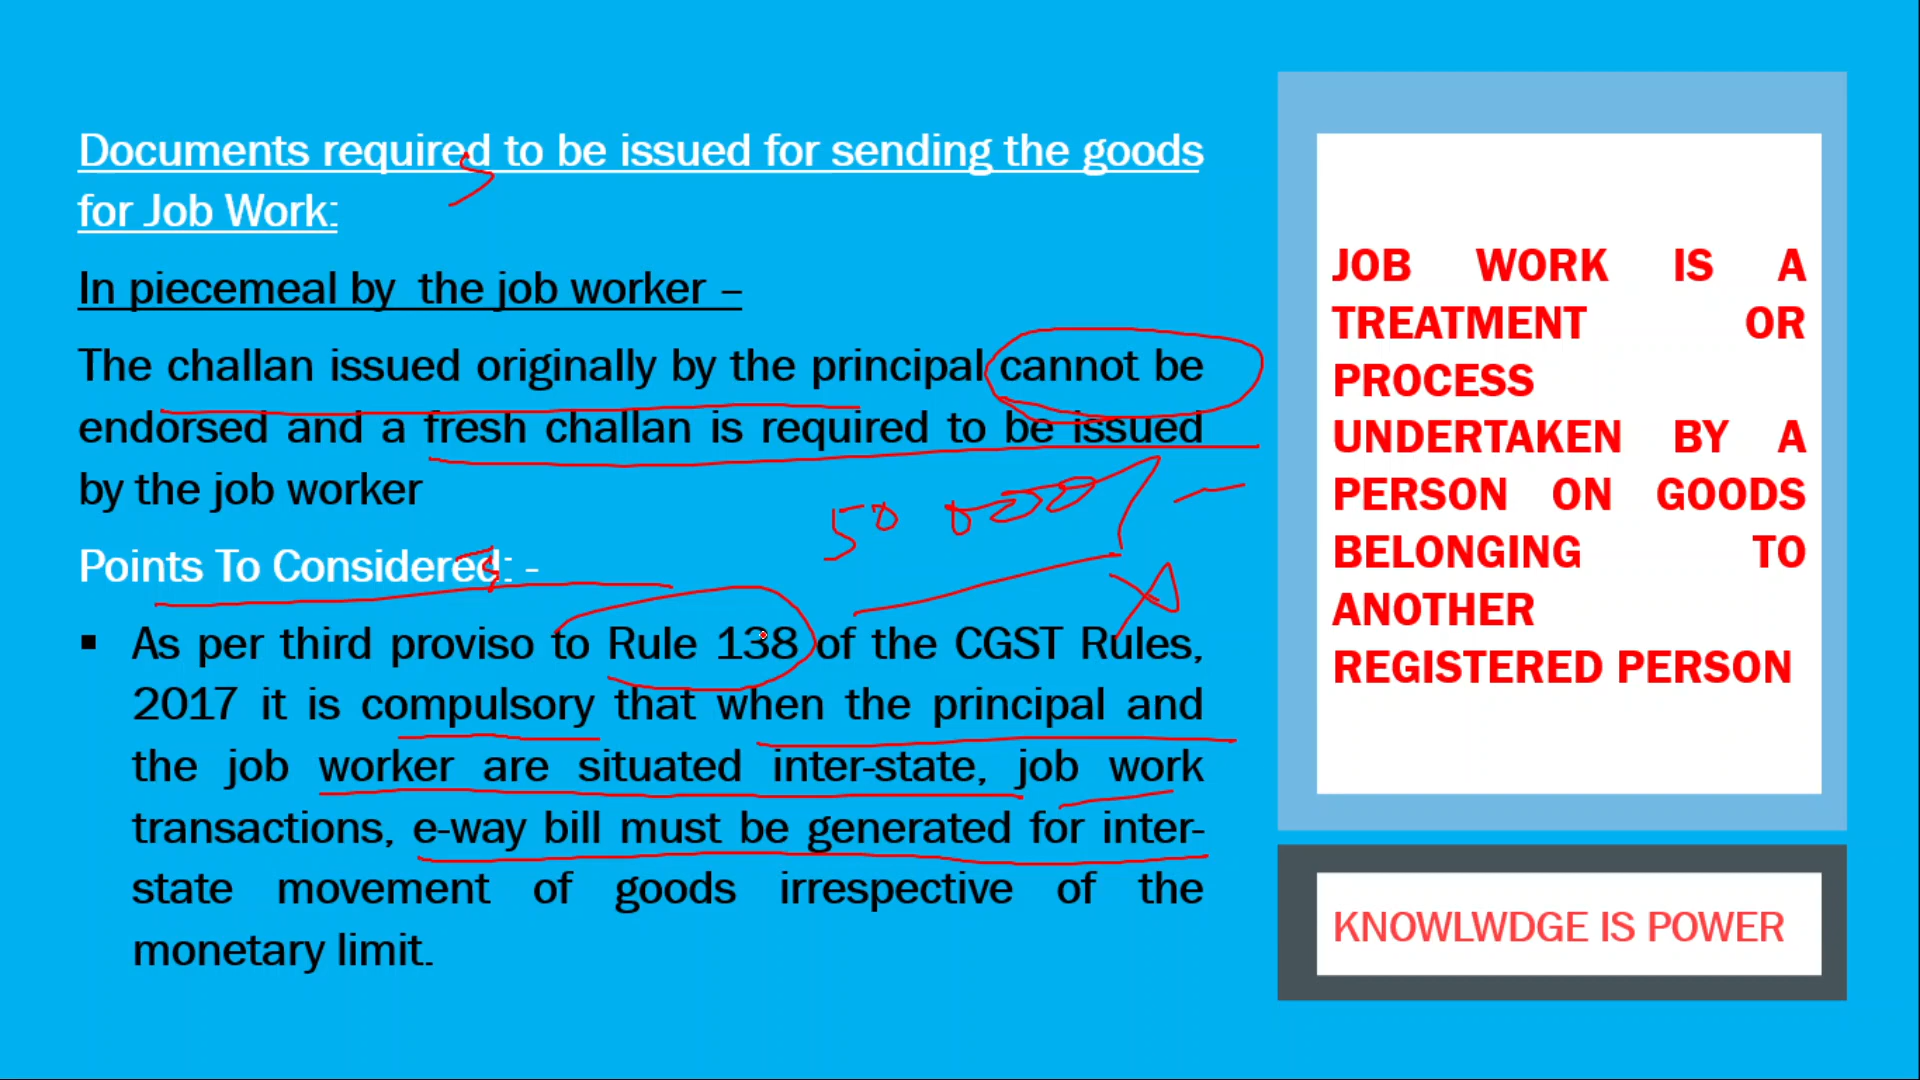 Documents required to be issued for sending the goods
for Job Work:
In piecemeal by the job worker –
The challan issued originally by the principal cannot be
endorsed and a fresh challan is required to be issued
by the job worker
50 000
Points To Considered: -
▪ As per third proviso to Rule 138 of the CGST Rules,
2017 it is compulsory that when the principal and
the job worker are situated inter-state, job work
transactions, e-way bill must be generated for inter-
state movement of goods irrespective of the
monetary limit.
JOB WORK IS A
TREATMENT OR
PROCESS
UNDERTAKEN BY A
PERSON ON GOODS
BELONGING TO
ANOTHER
REGISTERED PERSON
KNOWLWDGE IS POWER